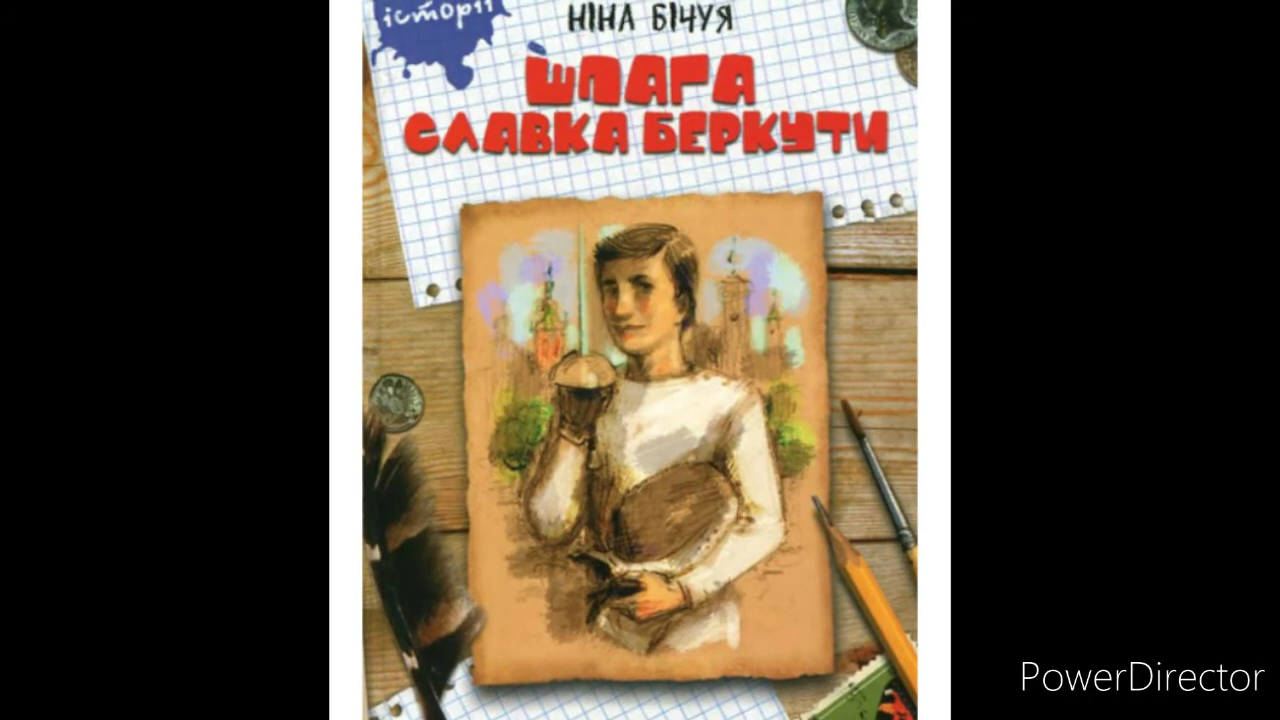 історії
НІНА БІЧУЯ
ШПАГА
СЛАВКА БЕРКУТИ
PowerDirector